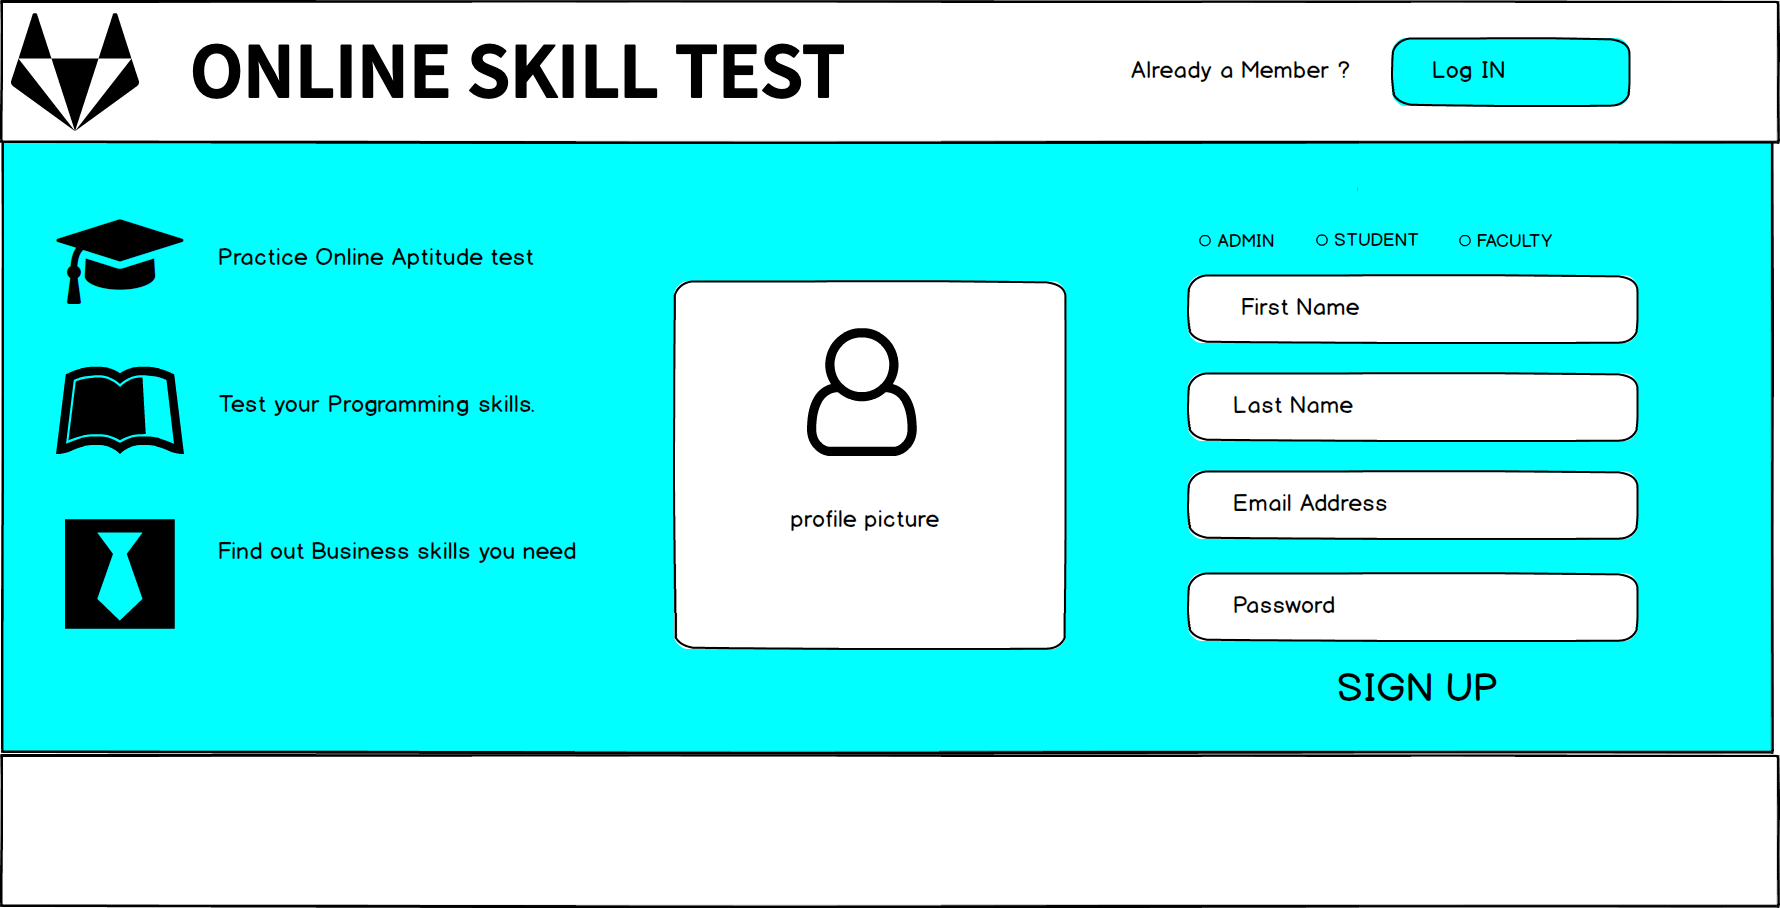 ONLINE SKILL TEST
Already a Member ?
Log IN
Practice Online Aptitude test
Test your Programming skills.
Find out Business skills you need
profile picture
ADMIN
STUDENT
FACULTY
First Name
Last Name
Email Address
Password
SIGN UP